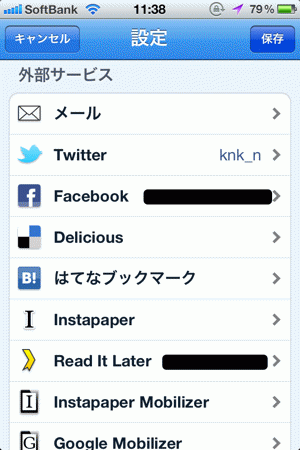 SoftBank 11:38 79%
キャンセル 設定 保存
外部サービス
メール
Twitter knk_n
Facebook
Delicious
B! はてなブックマーク
I Instapaper
Read It Later
I Instapaper Mobilizer
G Google Mobilizer